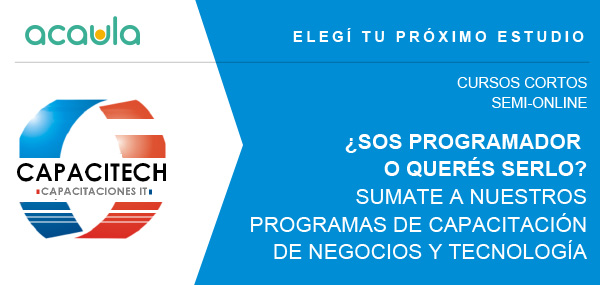 acaula
ELEGÍ TU PRÓXIMO ESTUDIO
CURSOS CORTOS
SEMI-ONLINE
CAPACITECH
CAPACITACIONES IT
¿SOS PROGRAMADOR
O QUERÉS SERLO?
SUMATE A NUESTROS
PROGRAMAS DE CAPACITACIÓN
DE NEGOCIOS Y TECNOLOGÍA